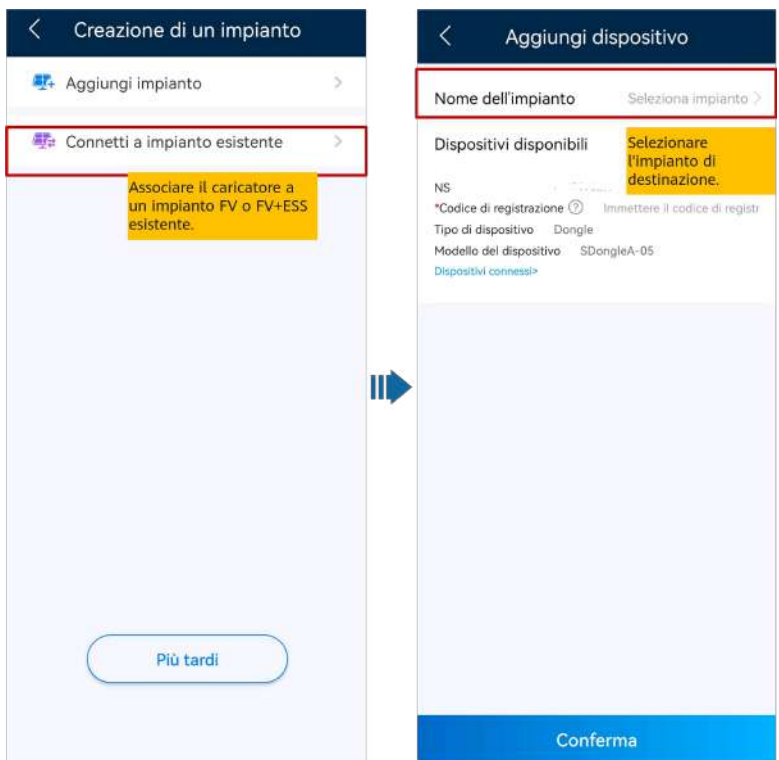 Creazione di un impianto
Aggiungi impianto
Connetti a impianto esistente
Associare il caricatore a
un impianto FV o FV+ESS
esistente.
Più tardi
Aggiungi dispositivo
Nome dell'impianto Seleziona impianto
Dispositivi disponibili
Selezionare
l'impianto di
destinazione.
NS
*Codice di registrazione ? Immettere il codice di registr
Tipo di dispositivo Dongle
Modello del dispositivo SDongleA-05
Dispositivi connessi>
Conferma